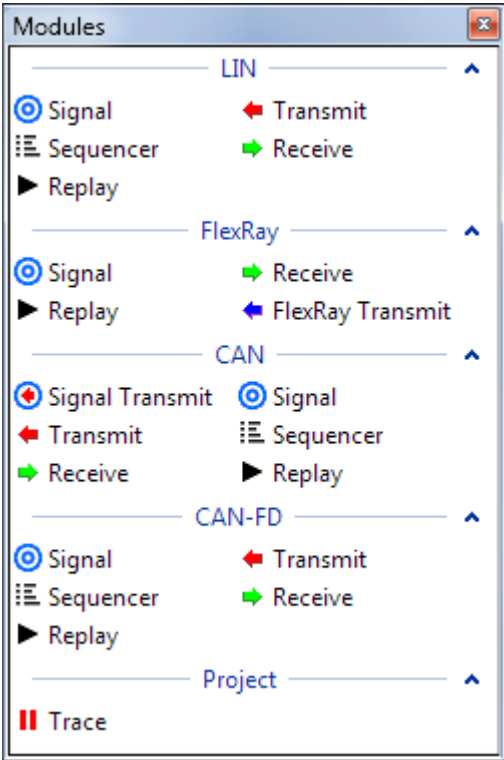 Modules
LIN
Signal Transmit
Sequencer Receive
Replay
FlexRay
Signal Receive
Replay FlexRay Transmit
CAN
Signal Transmit Signal
Transmit Sequencer
Receive Replay
CAN-FD
Signal Transmit
Sequencer Receive
Replay
Project
Trace